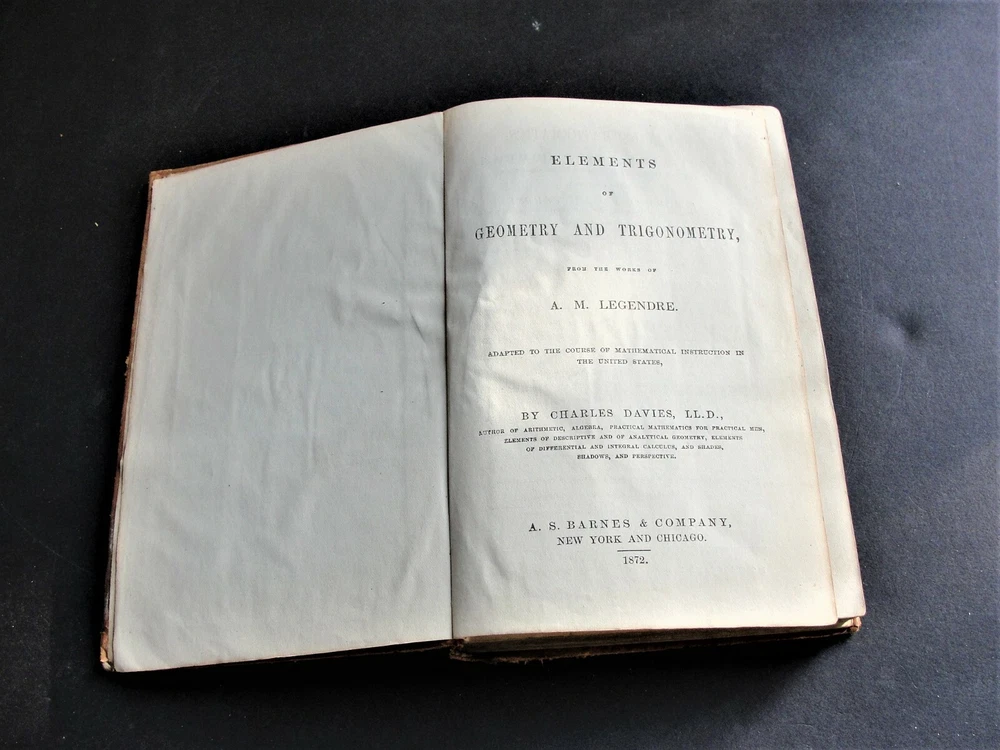 ELEMENTS
OF
GEOMETRY AND TRIGONOMETRY,
FROM THE WORKS OF
A. M. LEGENDRE.
ADAPTED TO THE COURSE OF MATHEMATICAL INSTRUCTION IN
THE UNITED STATES,
BY CHARLES DAVIES, LL.D.,
AUTHOR OF ARITHMETIC, ALGEBRA, PRACTICAL MATHEMATICS FOR PRACTICAL MEN,
ELEMENTS OF DESCRIPTIVE AND OF ANALYTICAL GEOMETRY, ELEMENTS
OF DIFFERENTIAL AND INTEGRAL CALCULUS, AND SHADES,
SHADOWS, AND PERSPECTIVE.
A. S. BARNES & COMPANY,
NEW YORK AND CHICAGO.
1872.